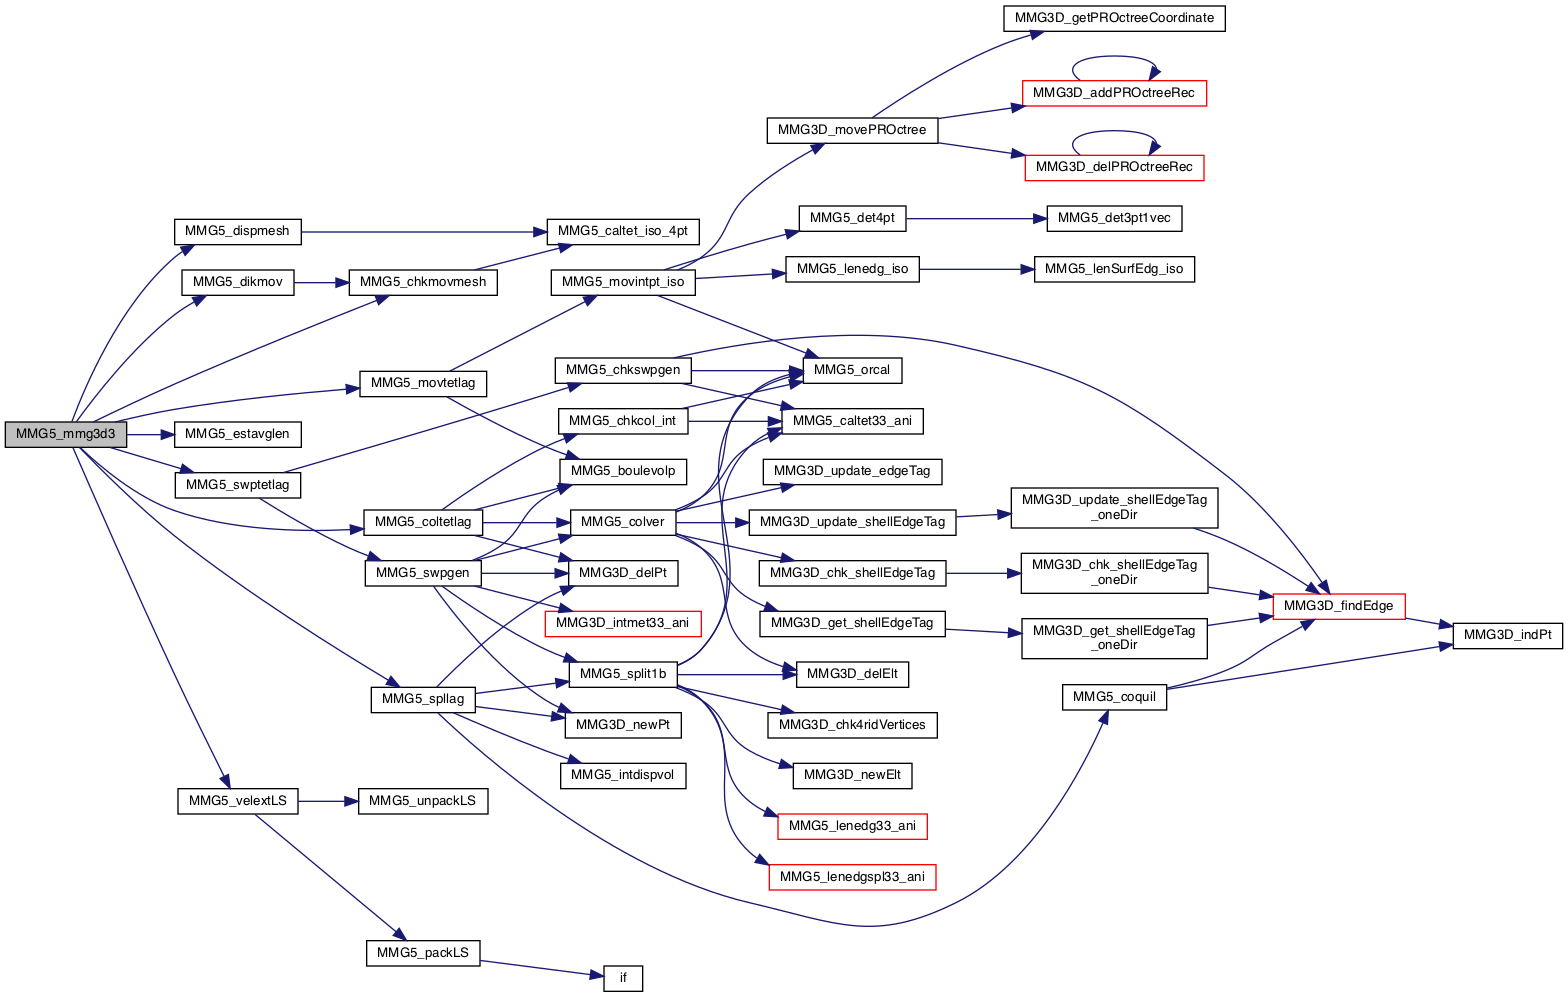 MMG5_mmg3d3
MMG5_dispmesh
MMG5_dikmov
MMG5_estavglen
MMG5_swptetlag
MMG5_velextLS
MMG5_chkmovmesh
MMG5_movtetlag
MMG5_coltetlag
MMG5_swpgen
MMG5_spllag
MMG5_unpackLS
MMG5_packLS
MMG5_caltet_iso_4pt
MMG5_movintpt_iso
MMG5_chkswpgen
MMG5_chkcol_int
MMG5_boulevolp
MMG5_colver
MMG3D_delPt
MMG3D_intmet33_ani
MMG5_split1b
MMG3D_newPt
MMG5_intdispvol
if
MMG3D_movePROctree
MMG5_det4pt
MMG5_lenedg_iso
MMG5_orcal
MMG5_caltet33_ani
MMG3D_update_edgeTag
MMG3D_update_shellEdgeTag
MMG3D_chk_shellEdgeTag
MMG3D_get_shellEdgeTag
MMG3D_delElt
MMG3D_chk4ridVertices
MMG3D_newElt
MMG5_lenedg33_ani
MMG5_lenedgspl33_ani
MMG3D_getPROctreeCoordinate
MMG3D_addPROctreeRec
MMG3D_delPROctreeRec
MMG5_det3pt1vec
MMG5_lenSurfEdg_iso
MMG3D_update_shellEdgeTag
_oneDir
MMG3D_chk_shellEdgeTag
_oneDir
MMG3D_get_shellEdgeTag
_oneDir
MMG5_coquil
MMG3D_findEdge
MMG3D_indPt